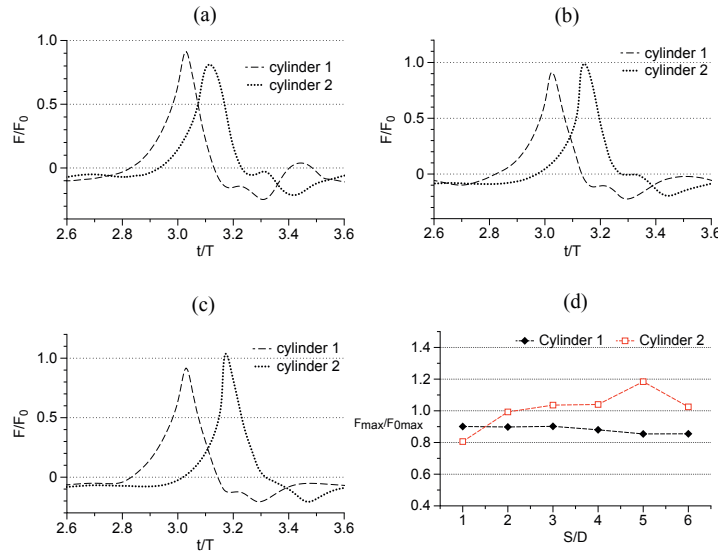 (a)
1.0
0.5
0
F/F0
cylinder 1
cylinder 2
2.6 2.8 3.0 3.2 3.4 3.6
t/T
(b)
1.0
0.5
0
F/F0
cylinder 1
cylinder 2
2.6 2.8 3.0 3.2 3.4 3.6
t/T
(c)
1.0
0.5
0
F/F0
cylinder 1
cylinder 2
2.6 2.8 3.0 3.2 3.4 3.6
t/T
(d)
Cylinder 1 Cylinder 2
1.4
1.2
1.0
0.8
0.6
0.4
Fmax/F0max
1 2 3 4 5 6
S/D